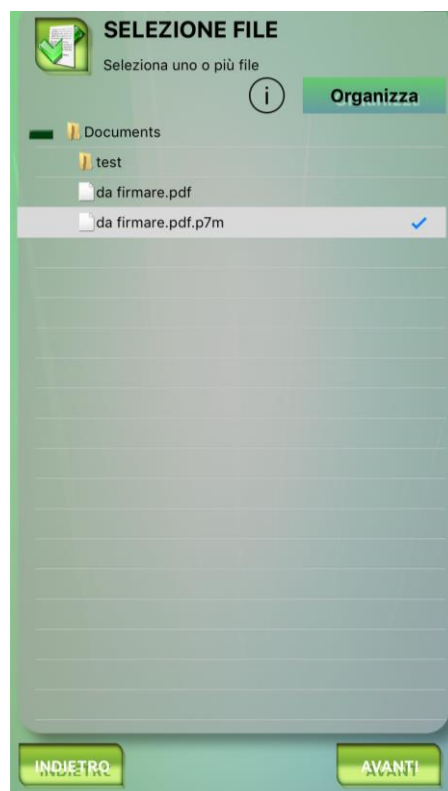 SELEZIONE FILE
Seleziona uno o più file
i
Organizza
Documents
test
da firmare.pdf
da firmare.pdf.p7m
INDIETRO
AVANTI